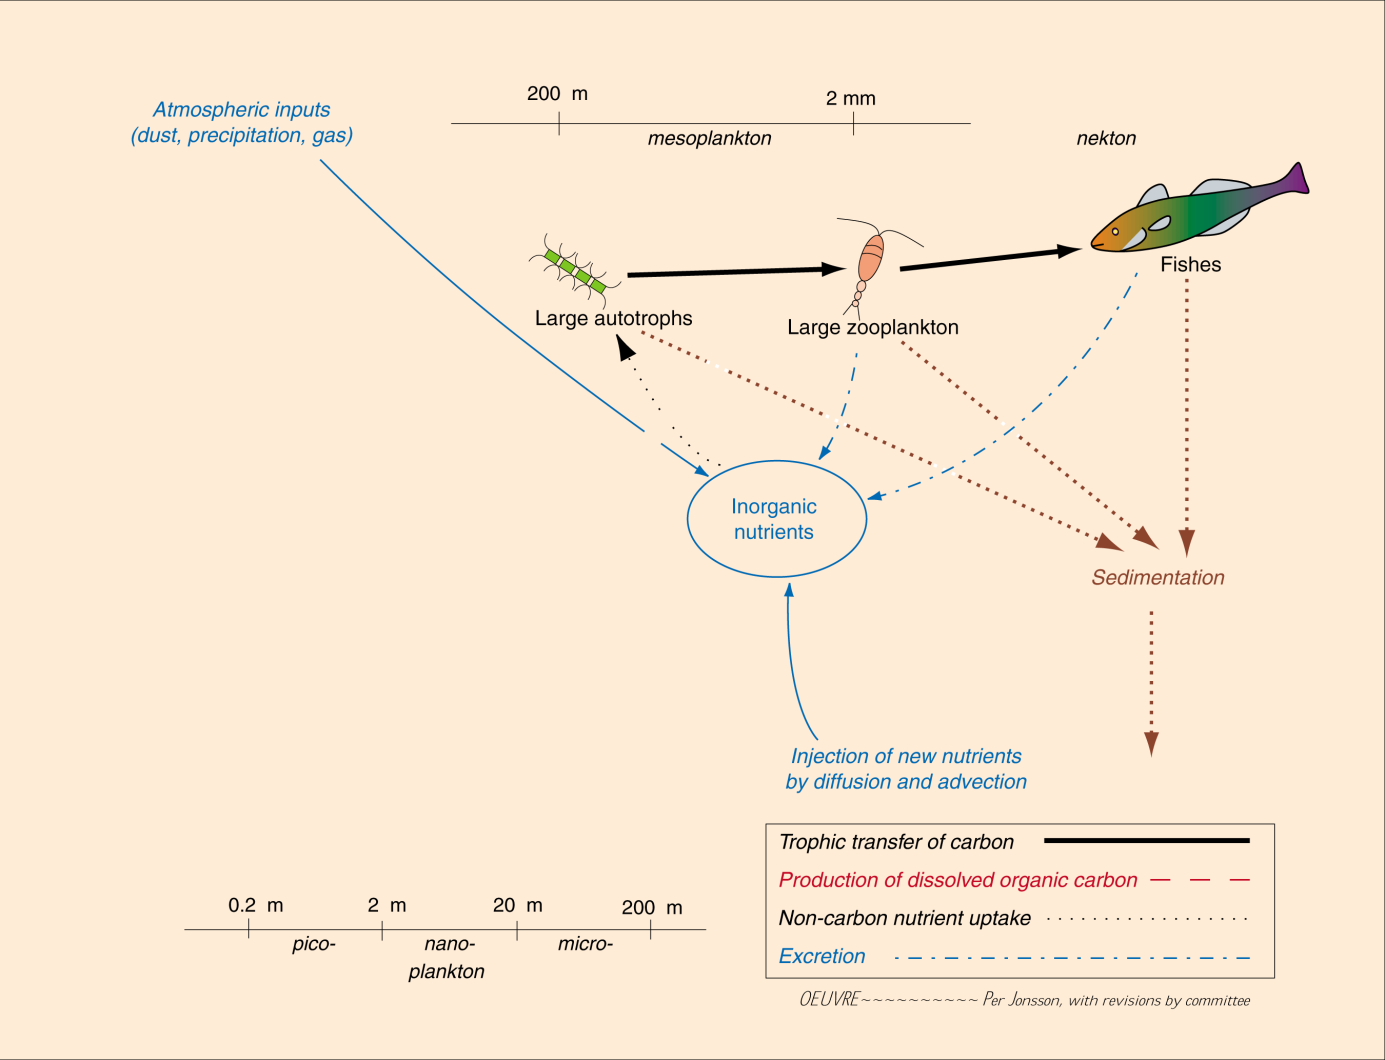 Atmospheric inputs
(dust, precipitation, gas)
200 m
2 mm
mesoplankton
nekton
Fishes
Large autotrophs
Large zooplankton
Inorganic
nutrients
Sedimentation
Injection of new nutrients
by diffusion and advection
0.2 m
2 m
20 m
200 m
pico-
nano-
micro-
plankton
Trophic transfer of carbon
Production of dissolved organic carbon
Non-carbon nutrient uptake
Excretion
OEUVRE~~~~~~~~~~ Per Jonsson, with revisions by committee